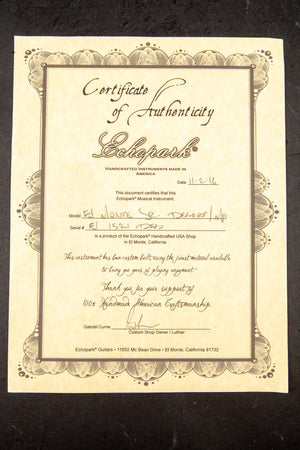 Certificate
of Authenticity
Echopark®
HANDCRAFTED INSTRUMENTS MADE IN
AMERICA
Date 11-2-16
This document certifies that this
Echopark® Musical Instrument.
Model El Monte
Serial # E/ 1521
is a product of the Echopark® Handcrafted USA Shop
in El Monte, California
This instrument has been custom built using the finest material available
to bring you years of playing enjoyment
Thank you for your support of
100% Handmade American Craftsmanship.
Gabriel Currie
Custom Shop Owner / Luthier
Echopark® Guitars • 11652 Mc Bean Drive • El Monte, California 91732